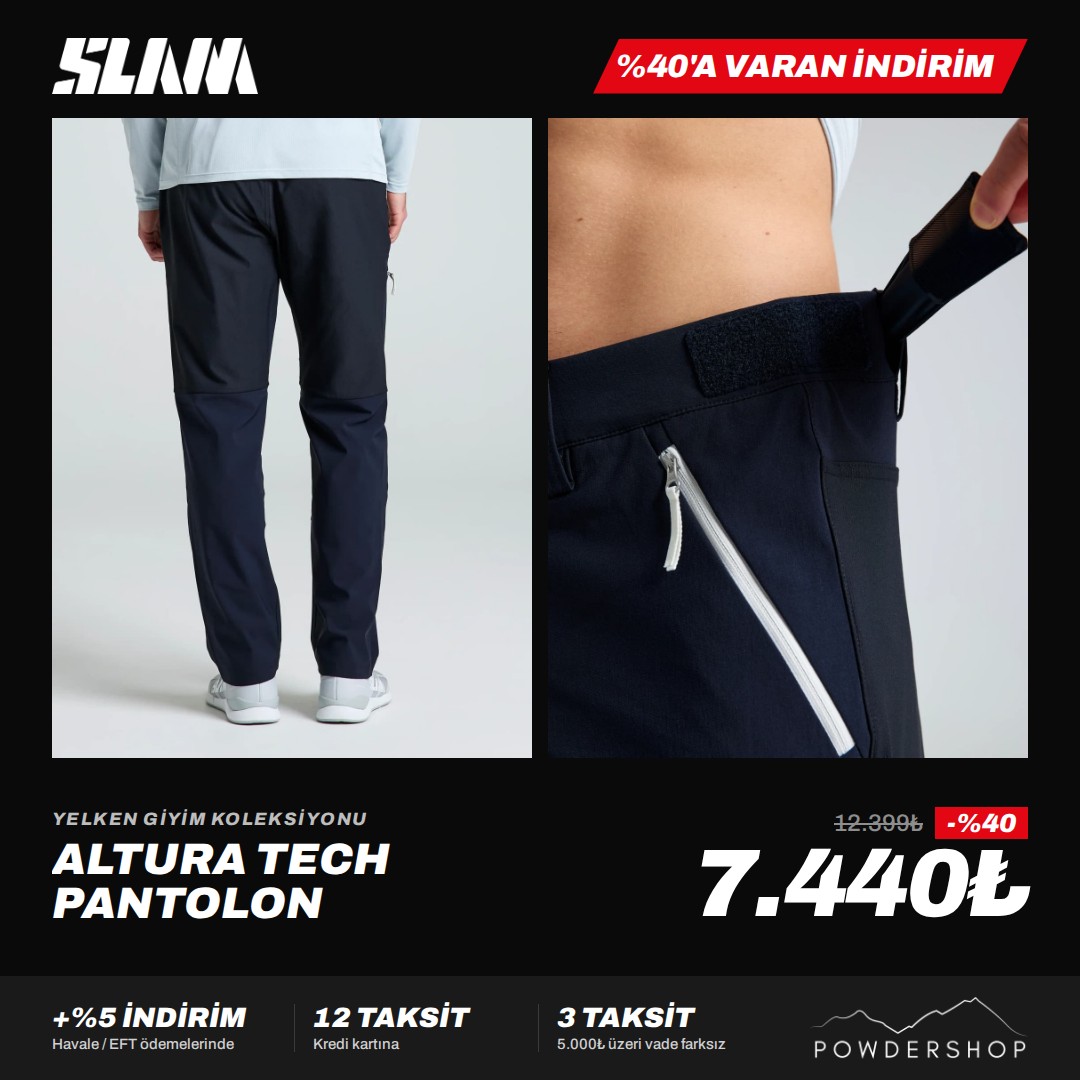 SLAM
%40'A VARAN İNDİRİM
YELKEN GİYİM KOLEKSİYONU
ALTURA TECH
PANTOLON
12.399₺
-%40
7.440₺
+%5 İNDİRİM
Havale / EFT ödemelerinde
12 TAKSİT
Kredi kartına
3 TAKSİT
5.000₺ üzeri vade farksız
POWDERSHOP